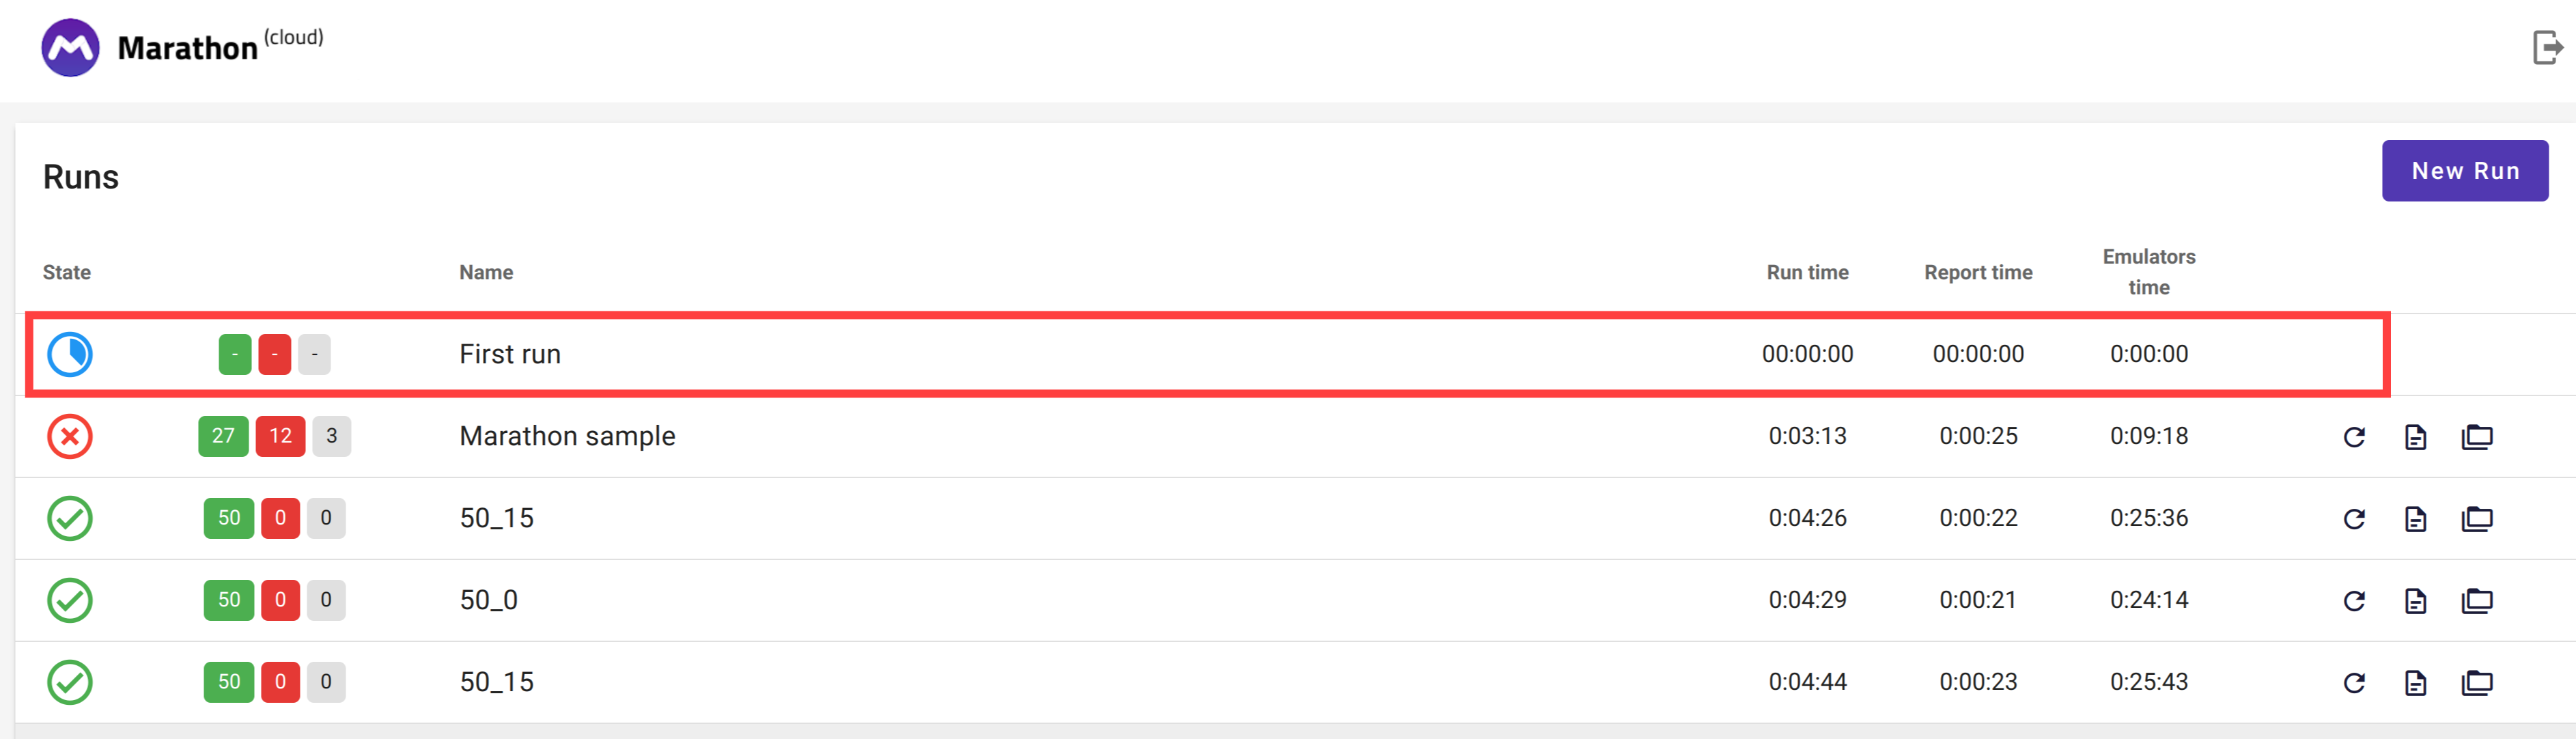 Marathon (cloud)
Runs
New Run
State Name Run time Report time Emulators time
- - - First run 00:00:00 00:00:00 0:00:00
27 12 3 Marathon sample 0:03:13 0:00:25 0:09:18
50 0 0 50_15 0:04:26 0:00:22 0:25:36
50 0 0 50_0 0:04:29 0:00:21 0:24:14
50 0 0 50_15 0:04:44 0:00:23 0:25:43